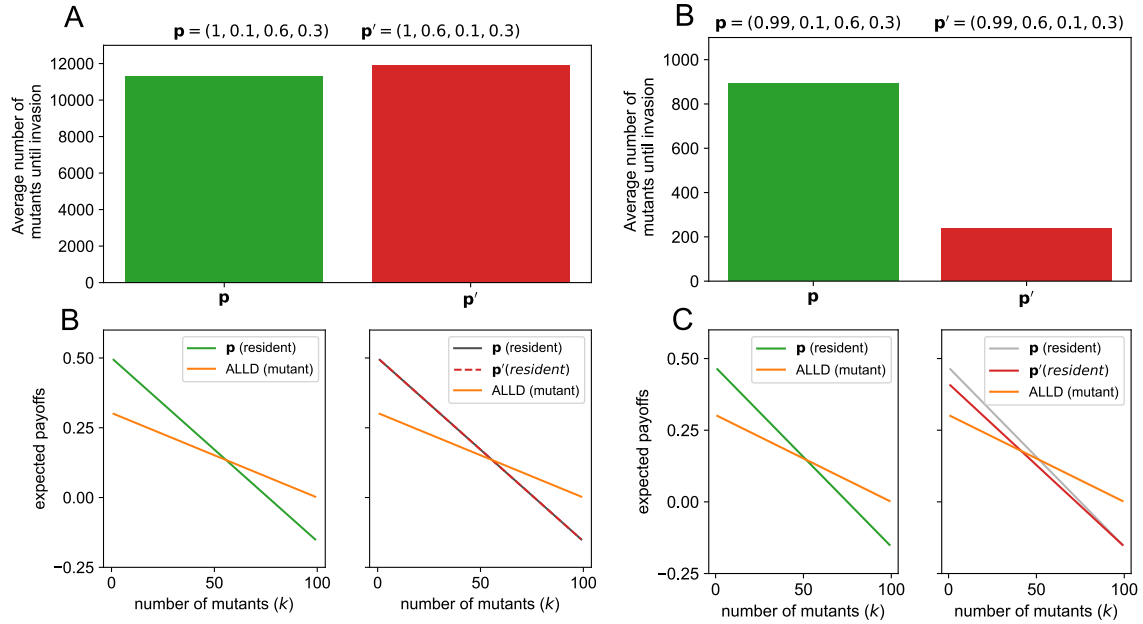 A
p = (1, 0.1, 0.6, 0.3)
p′ = (1, 0.6, 0.1, 0.3)
Average number of
mutants until invasion
12000
10000
8000
6000
4000
2000
0
p
p′
B
p = (0.99, 0.1, 0.6, 0.3)
p′ = (0.99, 0.6, 0.1, 0.3)
Average number of
mutants until invasion
1000
800
600
400
200
0
p
p′
B
expected payoffs
0.50
0.25
0.00
−0.25
p (resident)
ALLD (mutant)
0
50
100
number of mutants (k)
p (resident)
p′(resident)
ALLD (mutant)
0
50
100
number of mutants (k)
C
expected payoffs
0.50
0.25
0.00
−0.25
p (resident)
ALLD (mutant)
0
50
100
number of mutants (k)
p (resident)
p′(resident)
ALLD (mutant)
0
50
100
number of mutants (k)